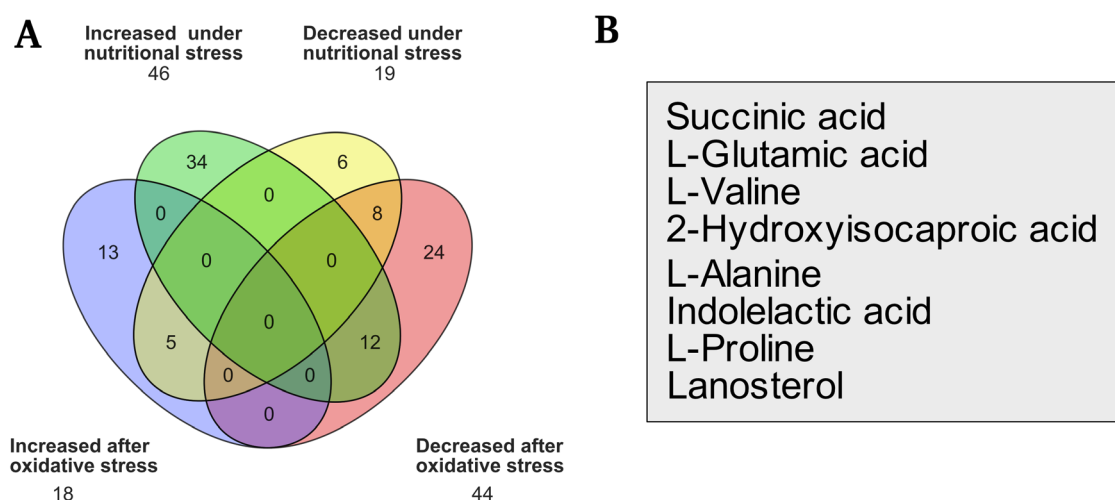 A
Increased under
nutritional stress
46
Decreased under
nutritional stress
19
34
6
0
0
8
13
0
0
24
0
5
12
0
0
0
Increased after
oxidative stress
18
Decreased after
oxidative stress
44
B
Succinic acid
L-Glutamic acid
L-Valine
2-Hydroxyisocaproic acid
L-Alanine
Indolelactic acid
L-Proline
Lanosterol